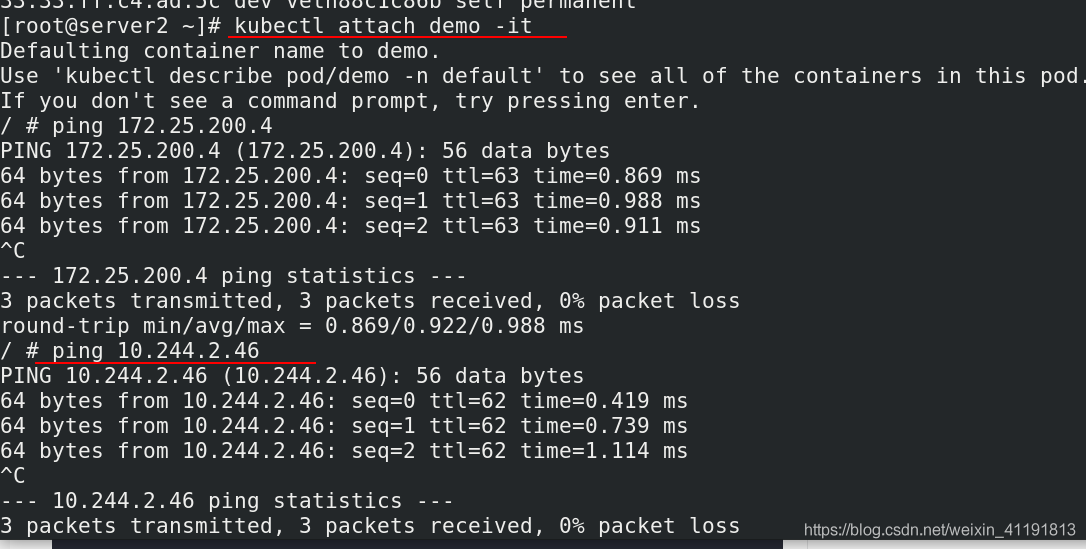 33:33:ff:c4:ad:5c dev veth88c1c86b self permanent
[root@server2 ~]# kubectl attach demo -it
Defaulting container name to demo.
Use 'kubectl describe pod/demo -n default' to see all of the containers in this pod.
If you don't see a command prompt, try pressing enter.
/ # ping 172.25.200.4
PING 172.25.200.4 (172.25.200.4): 56 data bytes
64 bytes from 172.25.200.4: seq=0 ttl=63 time=0.869 ms
64 bytes from 172.25.200.4: seq=1 ttl=63 time=0.988 ms
64 bytes from 172.25.200.4: seq=2 ttl=63 time=0.911 ms
^C
--- 172.25.200.4 ping statistics ---
3 packets transmitted, 3 packets received, 0% packet loss
round-trip min/avg/max = 0.869/0.922/0.988 ms
/ # ping 10.244.2.46
PING 10.244.2.46 (10.244.2.46): 56 data bytes
64 bytes from 10.244.2.46: seq=0 ttl=62 time=0.419 ms
64 bytes from 10.244.2.46: seq=1 ttl=62 time=0.739 ms
64 bytes from 10.244.2.46: seq=2 ttl=62 time=1.114 ms
^C
--- 10.244.2.46 ping statistics ---
3 packets transmitted, 3 packets received, 0% packet loss
https://blog.csdn.net/weixin_41191813